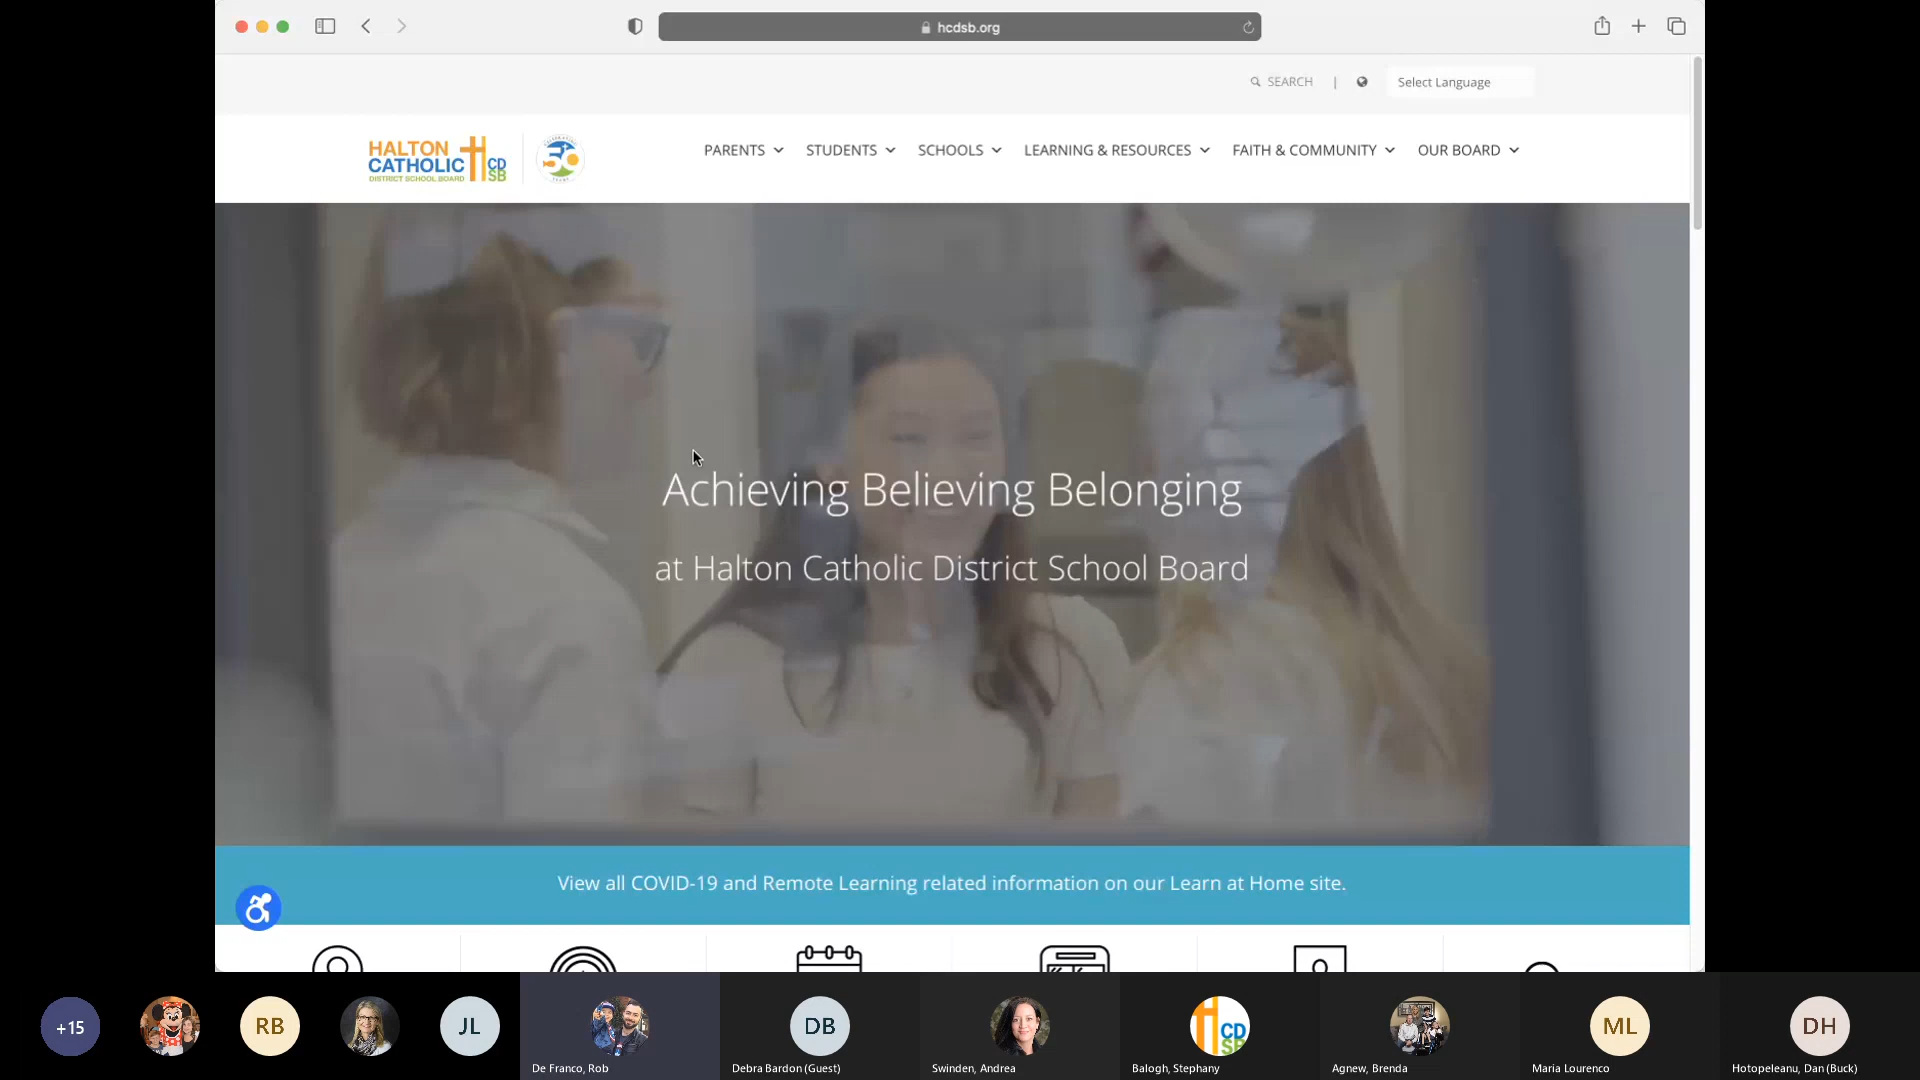 hcdsb.org
SEARCH | Select Language
HALTON
CATHOLIC
DISTRICT SCHOOL BOARD
CD
SB
PARENTS STUDENTS SCHOOLS LEARNING & RESOURCES FAITH & COMMUNITY OUR BOARD
Achieving Believing Belonging
at Halton Catholic District School Board
View all COVID-19 and Remote Learning related information on our Learn at Home site.
+15
RB
JL
De Franco, Rob
DB
Debra Bardon (Guest)
Swinden, Andrea
CD
SB
Balogh, Stephany
Agnew, Brenda
ML
Maria Lourenco
DH
Hotopeleanu, Dan (Buck)